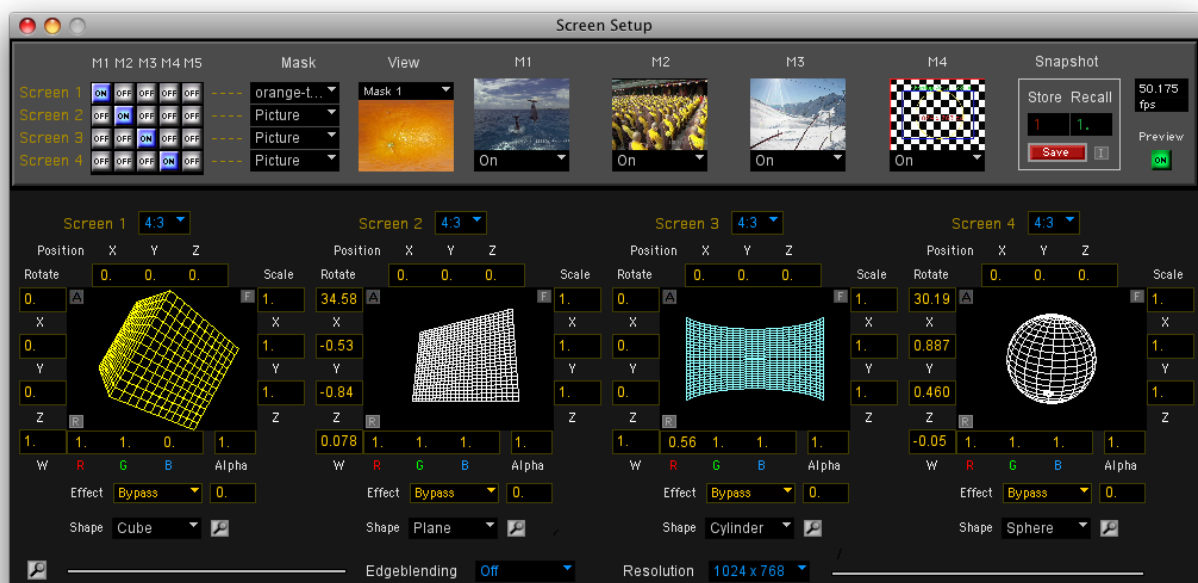 Screen Setup
M1 M2 M3 M4 M5 Mask View M1 M2 M3 M4 Snapshot
Screen 1 ON OFF OFF OFF OFF ---- orange-t... Mask 1 Store Recall 50.175 fps
Screen 2 OFF ON OFF OFF OFF ---- Picture 1 1.
Screen 3 OFF OFF ON OFF OFF ---- Picture Save I Preview
Screen 4 OFF OFF OFF ON OFF ---- Picture On On On On ON
Screen 1 4:3 Screen 2 4:3 Screen 3 4:3 Screen 4 4:3
Position X Y Z Position X Y Z Position X Y Z Position X Y Z
Rotate 0. 0. 0. Scale Rotate 0. 0. 0. Scale Rotate 0. 0. 0. Scale Rotate 0. 0. 0. Scale
0. A F 1. 34.58 A F 1. 0. A F 1. 30.19 A F 1.
X X X X X X X X
0. 1. -0.53 1. 0. 1. 0.887 1.
Y Y Y Y Y Y Y Y
0. 1. -0.84 1. 0. 1. 0.460 1.
Z R Z Z R Z Z R Z Z R Z
1. 1. 1. 0. 1. 0.078 1. 1. 1. 1. 1. 0.56 1. 1. 1. -0.05 1. 1. 1. 1.
W R G B Alpha W R G B Alpha W R G B Alpha W R G B Alpha
Effect Bypass 0. Effect Bypass 0. Effect Bypass 0. Effect Bypass 0.
Shape Cube Shape Plane Shape Cylinder Shape Sphere
Edgeblending Off Resolution 1024 x 768